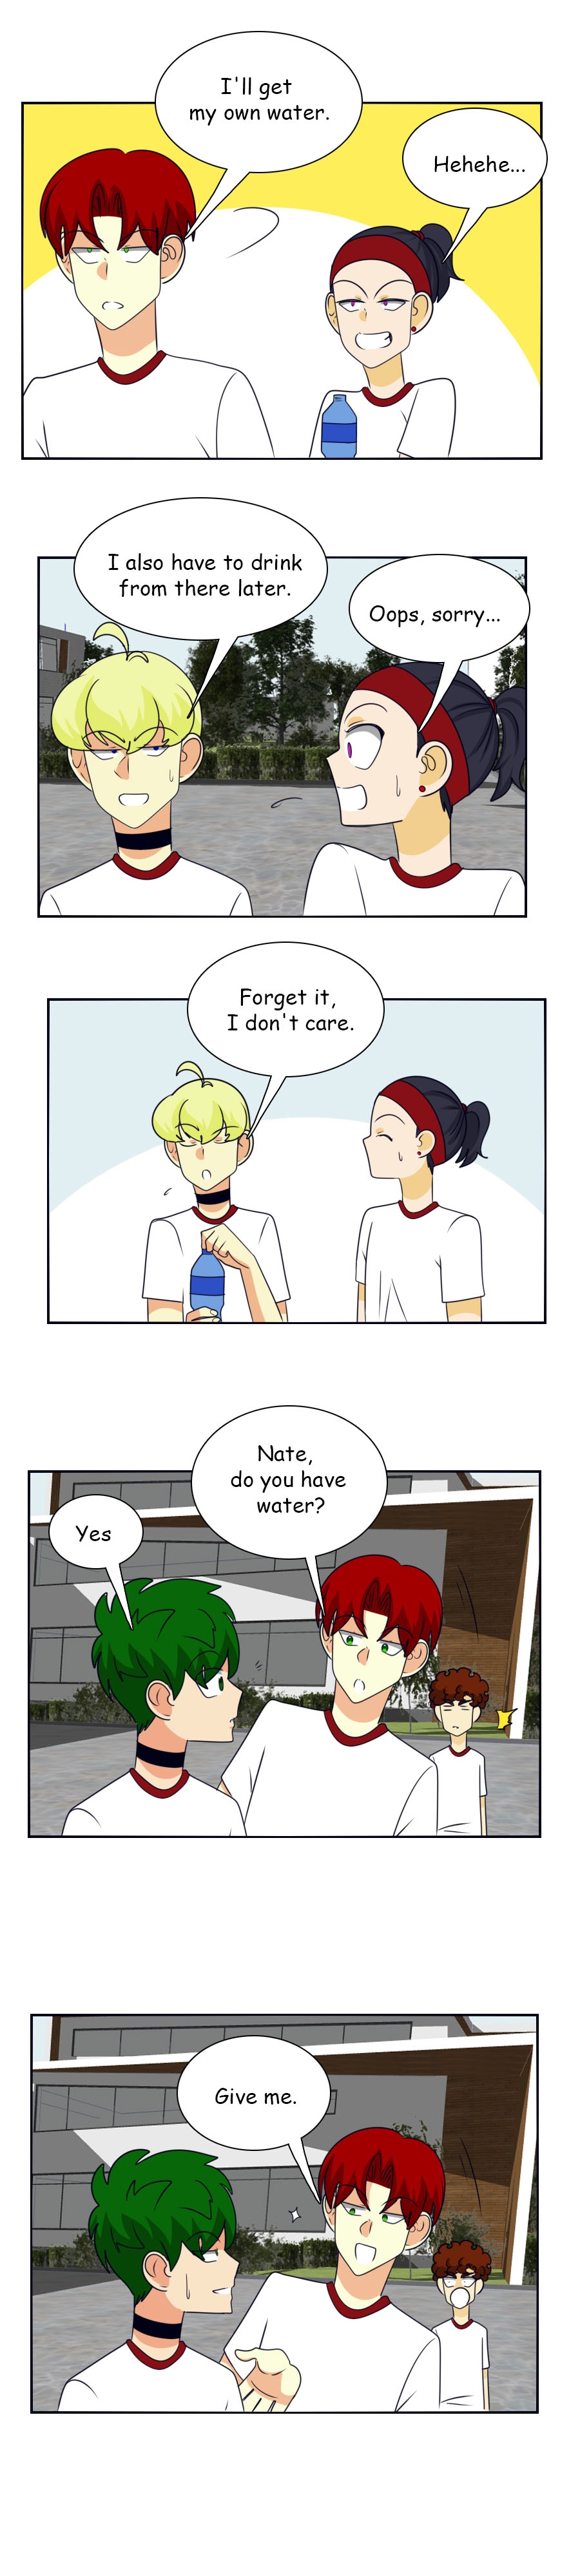 I'll get
my own water.
Hehehe...
I also have to drink
from there later.
Oops, sorry...
Forget it,
I don't care.
Nate,
do you have
water?
Yes
Give me.